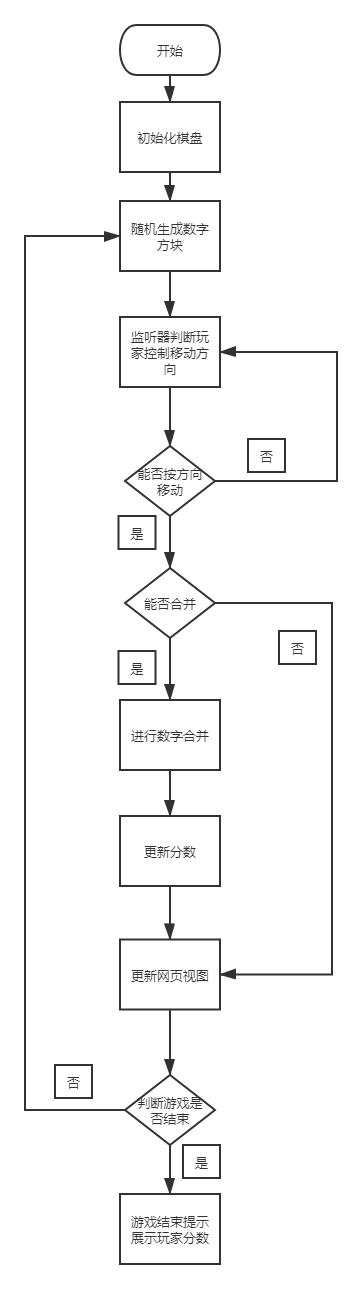 开始
初始化棋盘
随机生成数字
方块
监听器判断玩
家控制移动方
向
否
能否按方向
移动
是
能否合并
否
是
进行数字合并
更新分数
更新网页视图
否
判断游戏是
否结束
是
游戏结束提示
展示玩家分数